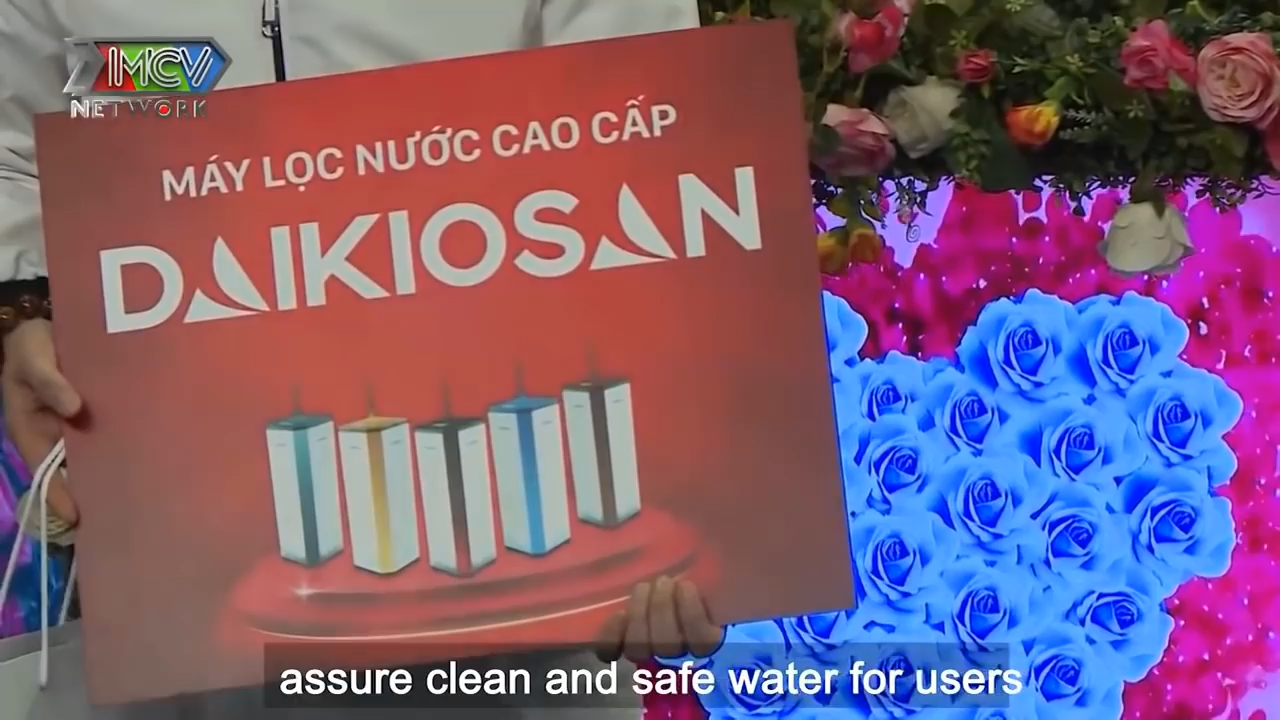 MCV
NETWORK
MÁY LỌC NƯỚC CAO CẤP
DAIKIOSAN
assure clean and safe water for users